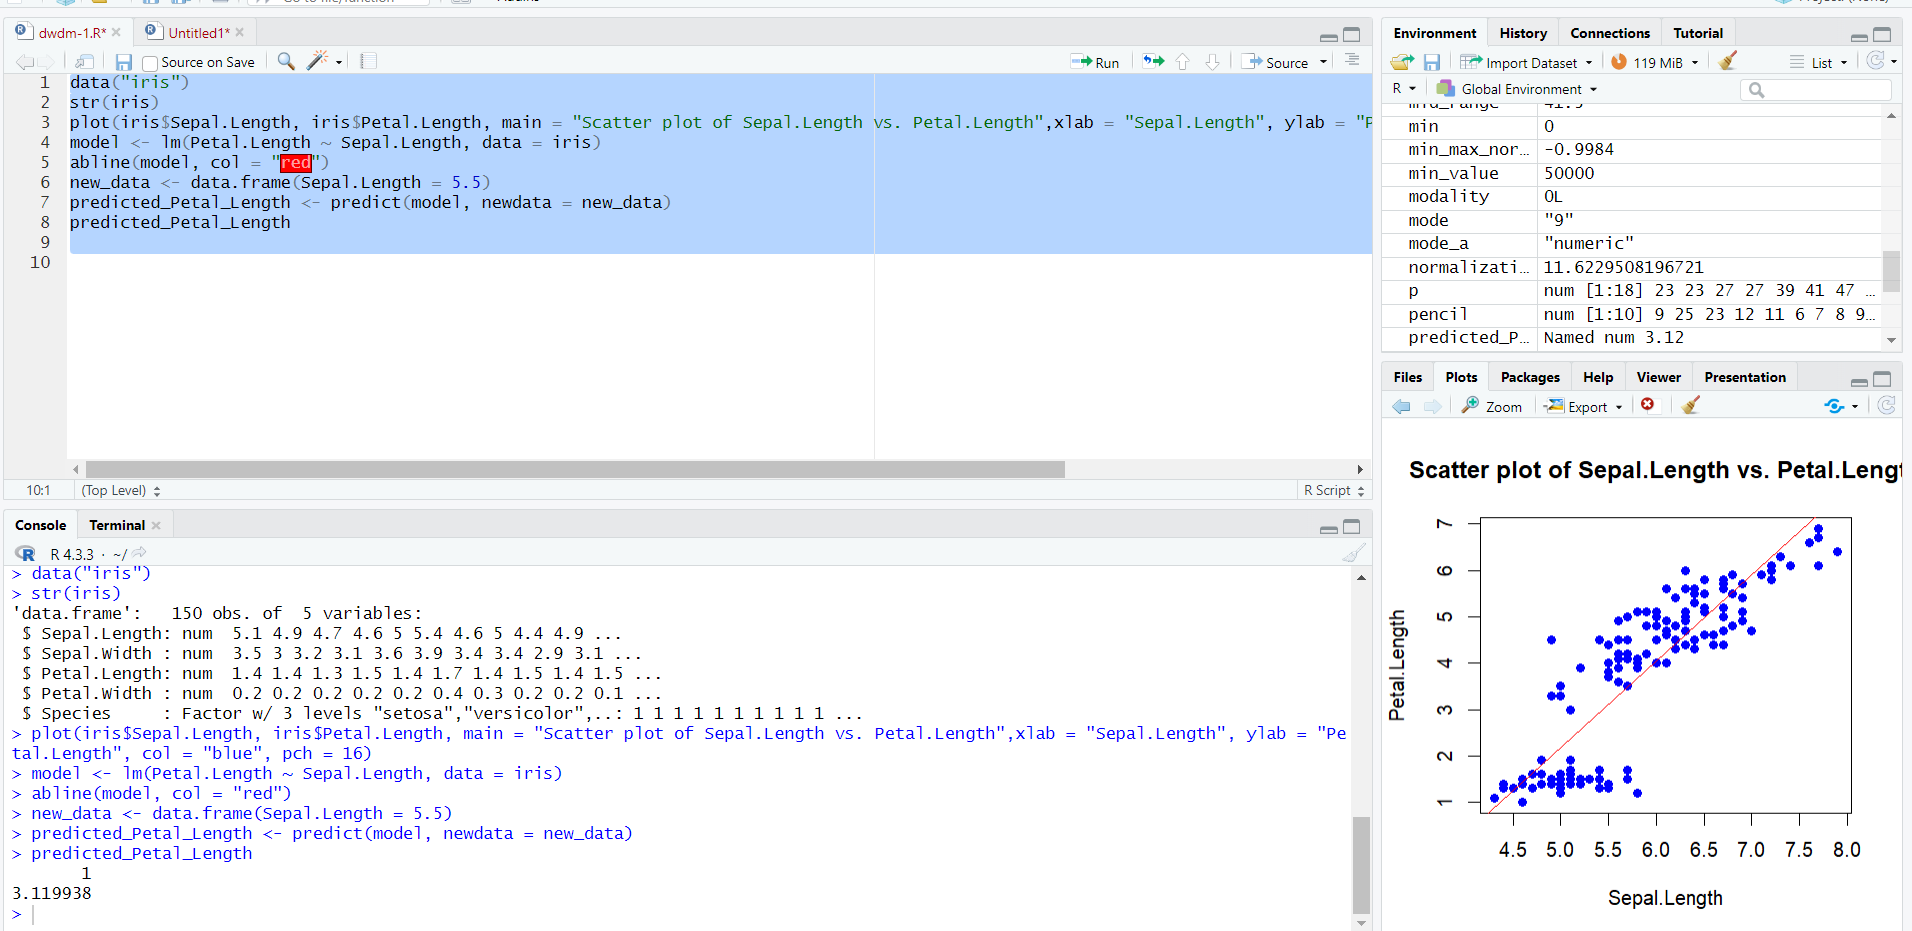 Go to file/function
Addins
Project: (None)
dwdm-1.R*
Untitled1*
Source on Save
Run
Source
1 data("iris")
2 str(iris)
3 plot(iris$Sepal.Length, iris$Petal.Length, main = "Scatter plot of Sepal.Length vs. Petal.Length",xlab = "Sepal.Length", ylab = "P
4 model <- lm(Petal.Length ~ Sepal.Length, data = iris)
5 abline(model, col = "red")
6 new_data <- data.frame(Sepal.Length = 5.5)
7 predicted_Petal_Length <- predict(model, newdata = new_data)
8 predicted_Petal_Length
9
10
10:1 (Top Level) R Script
Console Terminal
R 4.3.3 · ~/
> data("iris")
> str(iris)
'data.frame':   150 obs. of  5 variables:
 $ Sepal.Length: num  5.1 4.9 4.7 4.6 5 5.4 4.6 5 4.4 4.9 ...
 $ Sepal.Width : num  3.5 3 3.2 3.1 3.6 3.9 3.4 3.4 2.9 3.1 ...
 $ Petal.Length: num  1.4 1.4 1.3 1.5 1.4 1.7 1.4 1.5 1.4 1.5 ...
 $ Petal.Width : num  0.2 0.2 0.2 0.2 0.2 0.4 0.3 0.2 0.2 0.1 ...
 $ Species     : Factor w/ 3 levels "setosa","versicolor",..: 1 1 1 1 1 1 1 1 1 1 ...
> plot(iris$Sepal.Length, iris$Petal.Length, main = "Scatter plot of Sepal.Length vs. Petal.Length",xlab = "Sepal.Length", ylab = "Pe
tal.Length", col = "blue", pch = 16)
> model <- lm(Petal.Length ~ Sepal.Length, data = iris)
> abline(model, col = "red")
> new_data <- data.frame(Sepal.Length = 5.5)
> predicted_Petal_Length <- predict(model, newdata = new_data)
> predicted_Petal_Length
       1
3.119938
>
Environment History Connections Tutorial
Import Dataset 119 MiB List
R Global Environment
mid_range 41.5
min 0
min_max_nor... -0.9984
min_value 50000
modality 0L
mode "9"
mode_a "numeric"
normalizati... 11.6229508196721
p num [1:18] 23 23 27 27 39 41 47 ...
pencil num [1:10] 9 25 23 12 11 6 7 8 9...
predicted_P... Named num 3.12
Files Plots Packages Help Viewer Presentation
Zoom Export
Scatter plot of Sepal.Length vs. Petal.Lengt
Petal.Length
7
6
5
4
3
2
1
4.5 5.0 5.5 6.0 6.5 7.0 7.5 8.0
Sepal.Length